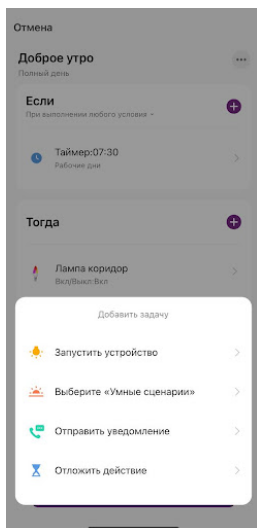 Отмена
Доброе утро
Полный день
Если
При выполнении любого условия
Таймер:07:30
Рабочие дни
Тогда
Лампа коридор
Вкл/Выкл:Вкл
Добавить задачу
Запустить устройство
Выберите «Умные сценарии»
Отправить уведомление
Отложить действие